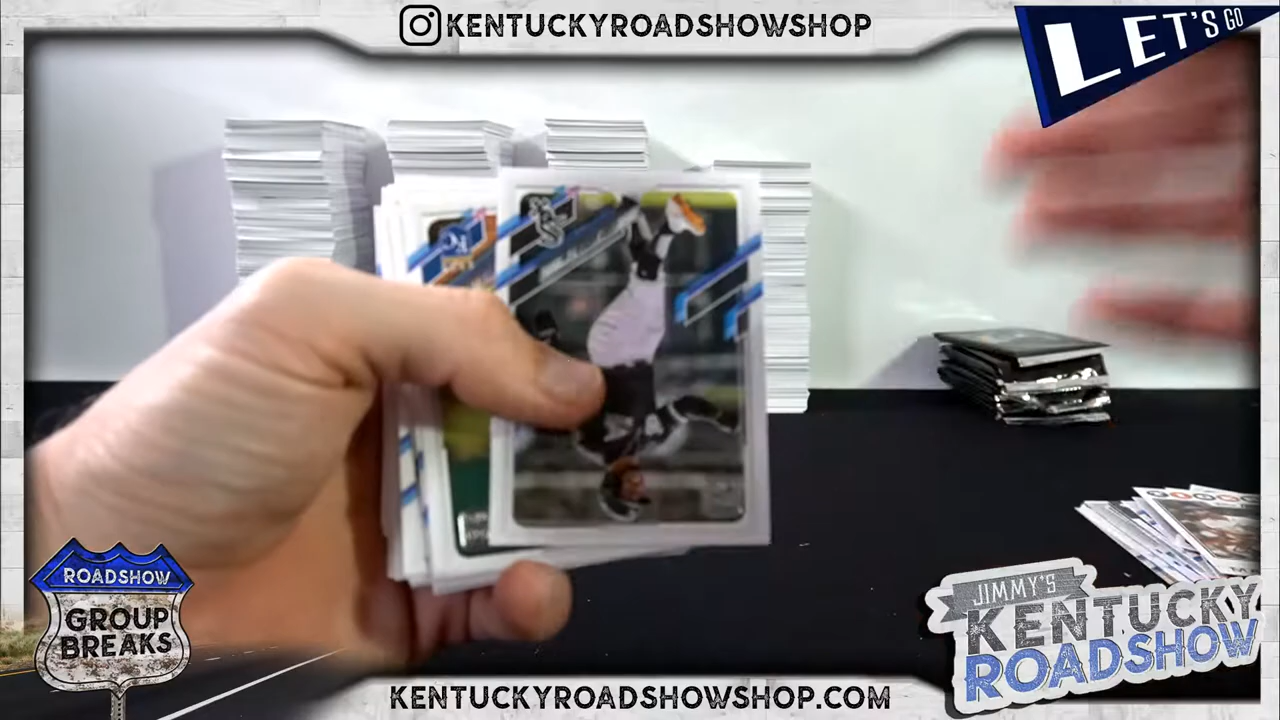 KENTUCKYROADSHOWSHOP
LET'S GO
ROADSHOW
GROUP
BREAKS
JIMMY'S
KENTUCKY
ROADSHOW
KENTUCKYROADSHOWSHOP.COM